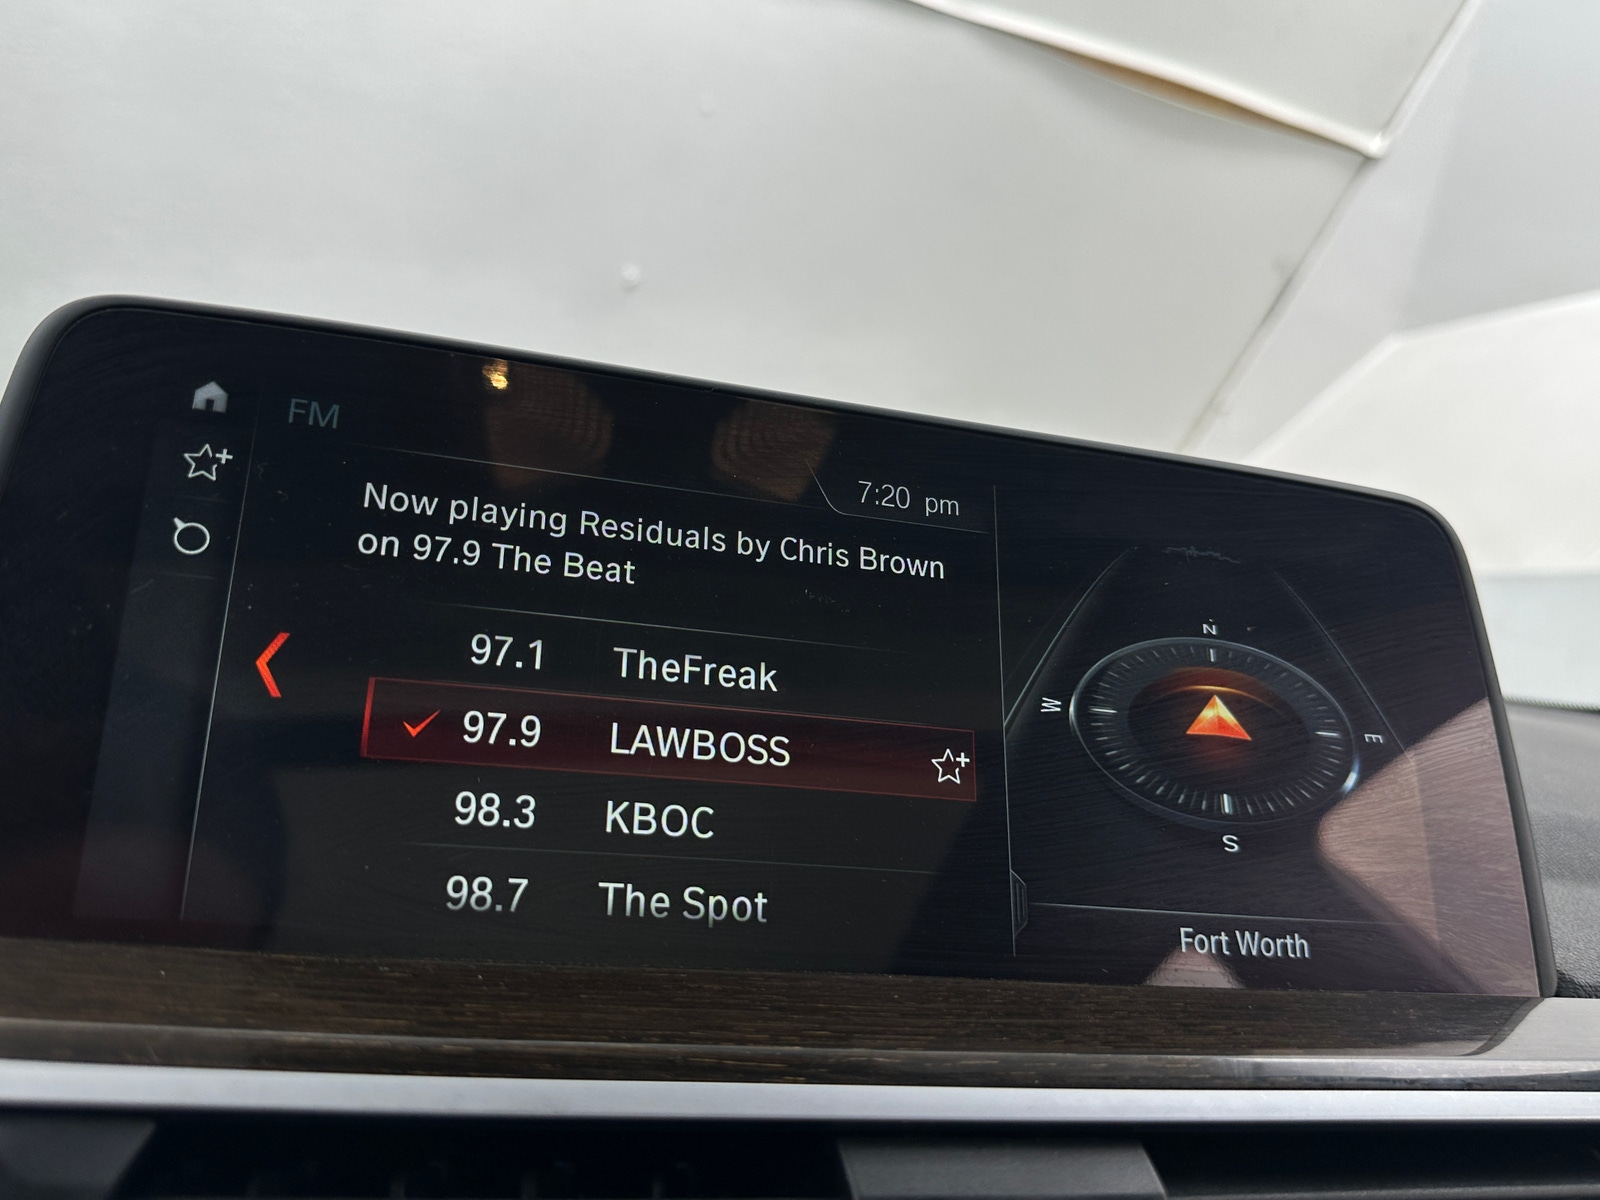 FM
7:20 pm
Now playing Residuals by Chris Brown
on 97.9 The Beat
97.1 TheFreak
97.9 LAWBOSS
98.3 KBOC
98.7 The Spot
N
W
E
S
Fort Worth